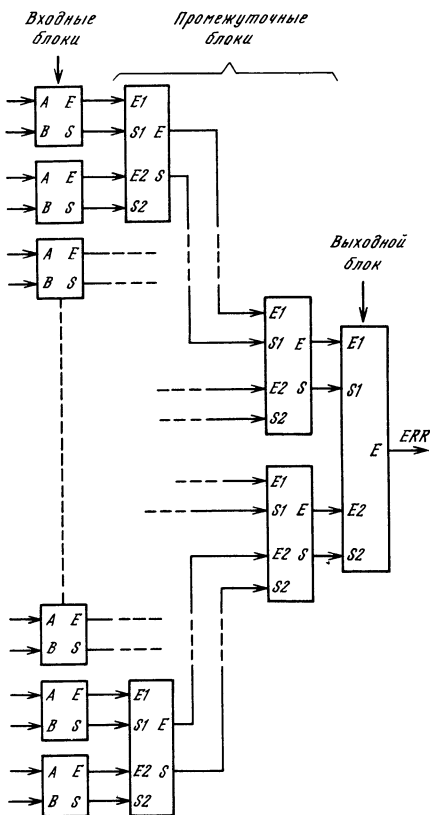 Входные
блоки
Промежуточные
блоки
A E
B S
E1
S1 E
E2 S
S2
A E
B S
A E
B S
Выходной
блок
E1
S1 E
E2 S
S2
E1
S1
E
E2
S2
ERR
E1
S1 E
E2 S
S2
A E
B S
A E
B S
E1
S1 E
E2 S
S2
A E
B S